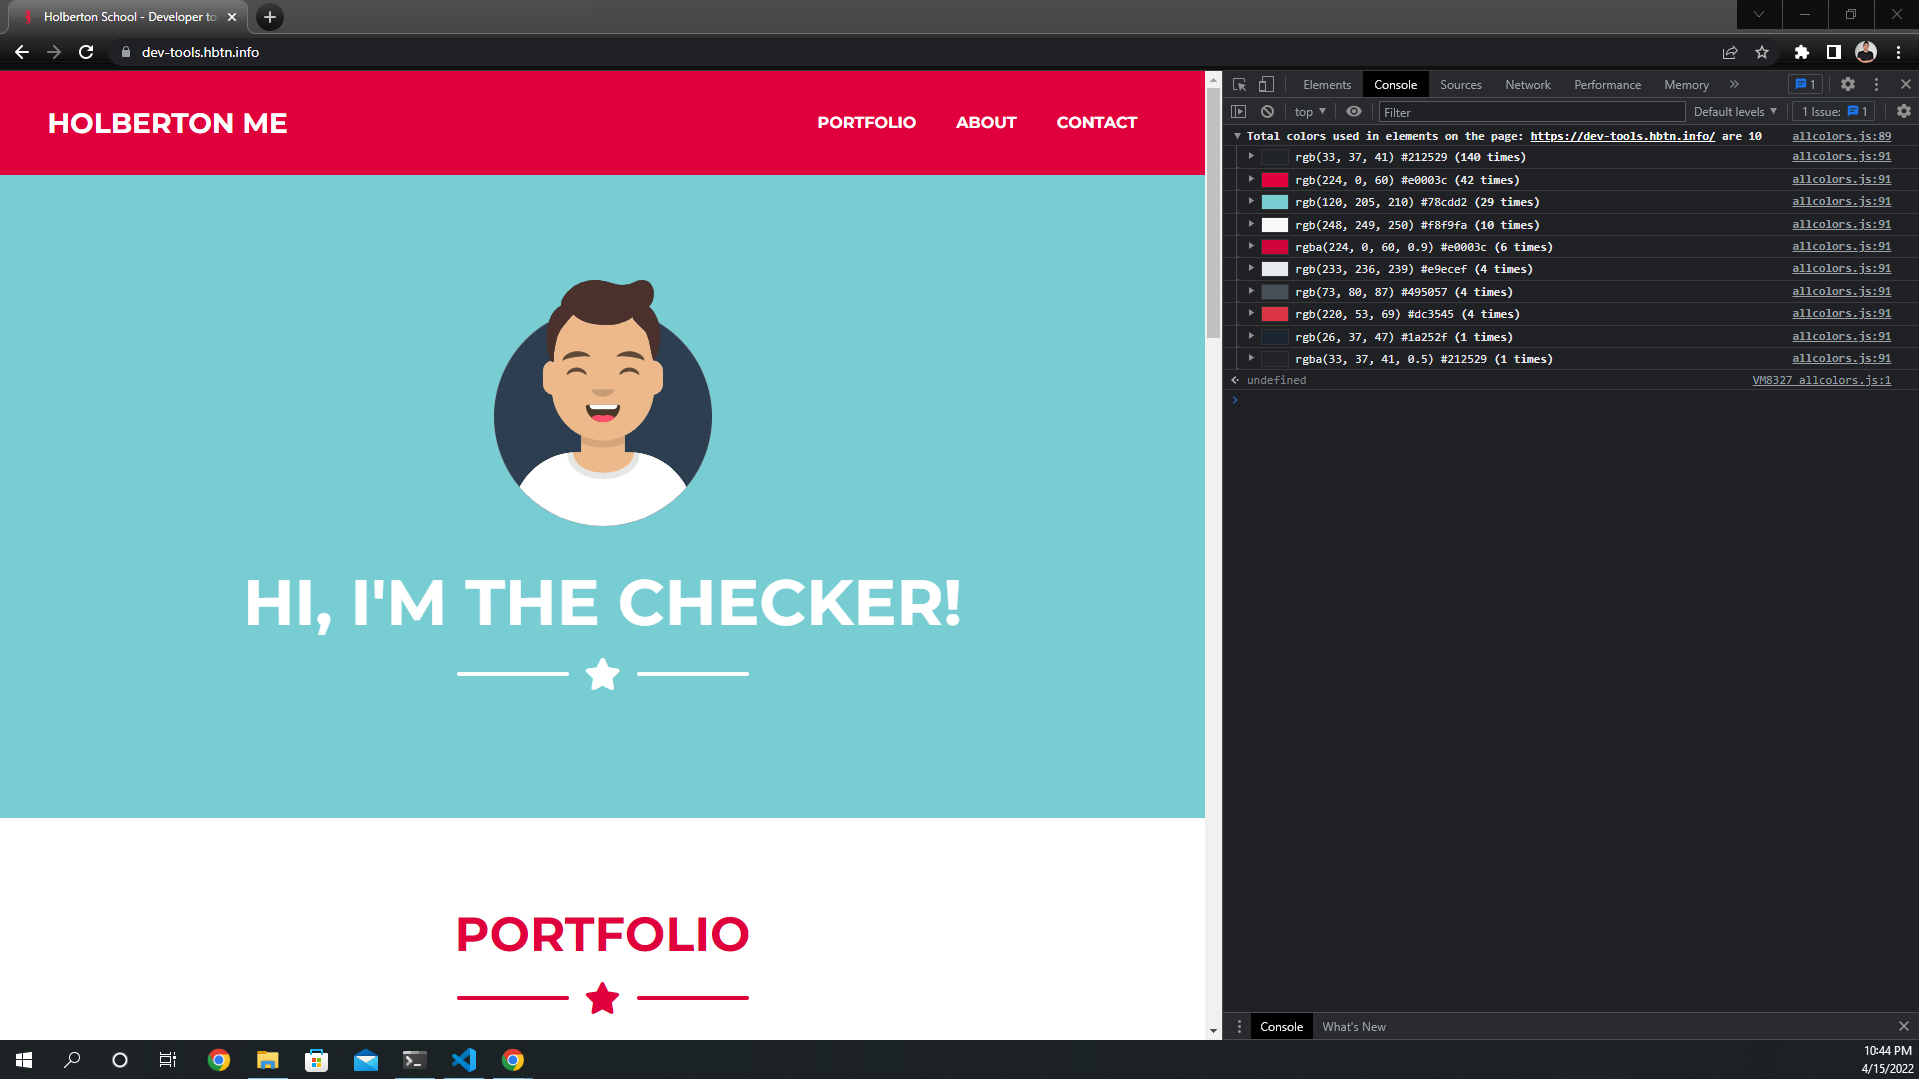 Holberton School - Developer to
dev-tools.hbtn.info
HOLBERTON ME
PORTFOLIO ABOUT CONTACT
HI, I'M THE CHECKER!
PORTFOLIO
Elements Console Sources Network Performance Memory 1
top Filter Default levels 1 Issue: 1
Total colors used in elements on the page: https://dev-tools.hbtn.info/ are 10 allcolors.js:89
rgb(33, 37, 41) #212529 (140 times) allcolors.js:91
rgb(224, 0, 60) #e0003c (42 times) allcolors.js:91
rgb(120, 205, 210) #78cdd2 (29 times) allcolors.js:91
rgb(248, 249, 250) #f8f9fa (10 times) allcolors.js:91
rgba(224, 0, 60, 0.9) #e0003c (6 times) allcolors.js:91
rgb(233, 236, 239) #e9ecef (4 times) allcolors.js:91
rgb(73, 80, 87) #495057 (4 times) allcolors.js:91
rgb(220, 53, 69) #dc3545 (4 times) allcolors.js:91
rgb(26, 37, 47) #1a252f (1 times) allcolors.js:91
rgba(33, 37, 41, 0.5) #212529 (1 times) allcolors.js:91
undefined VM8327 allcolors.js:1
Console What's New
10:44 PM
4/15/2022